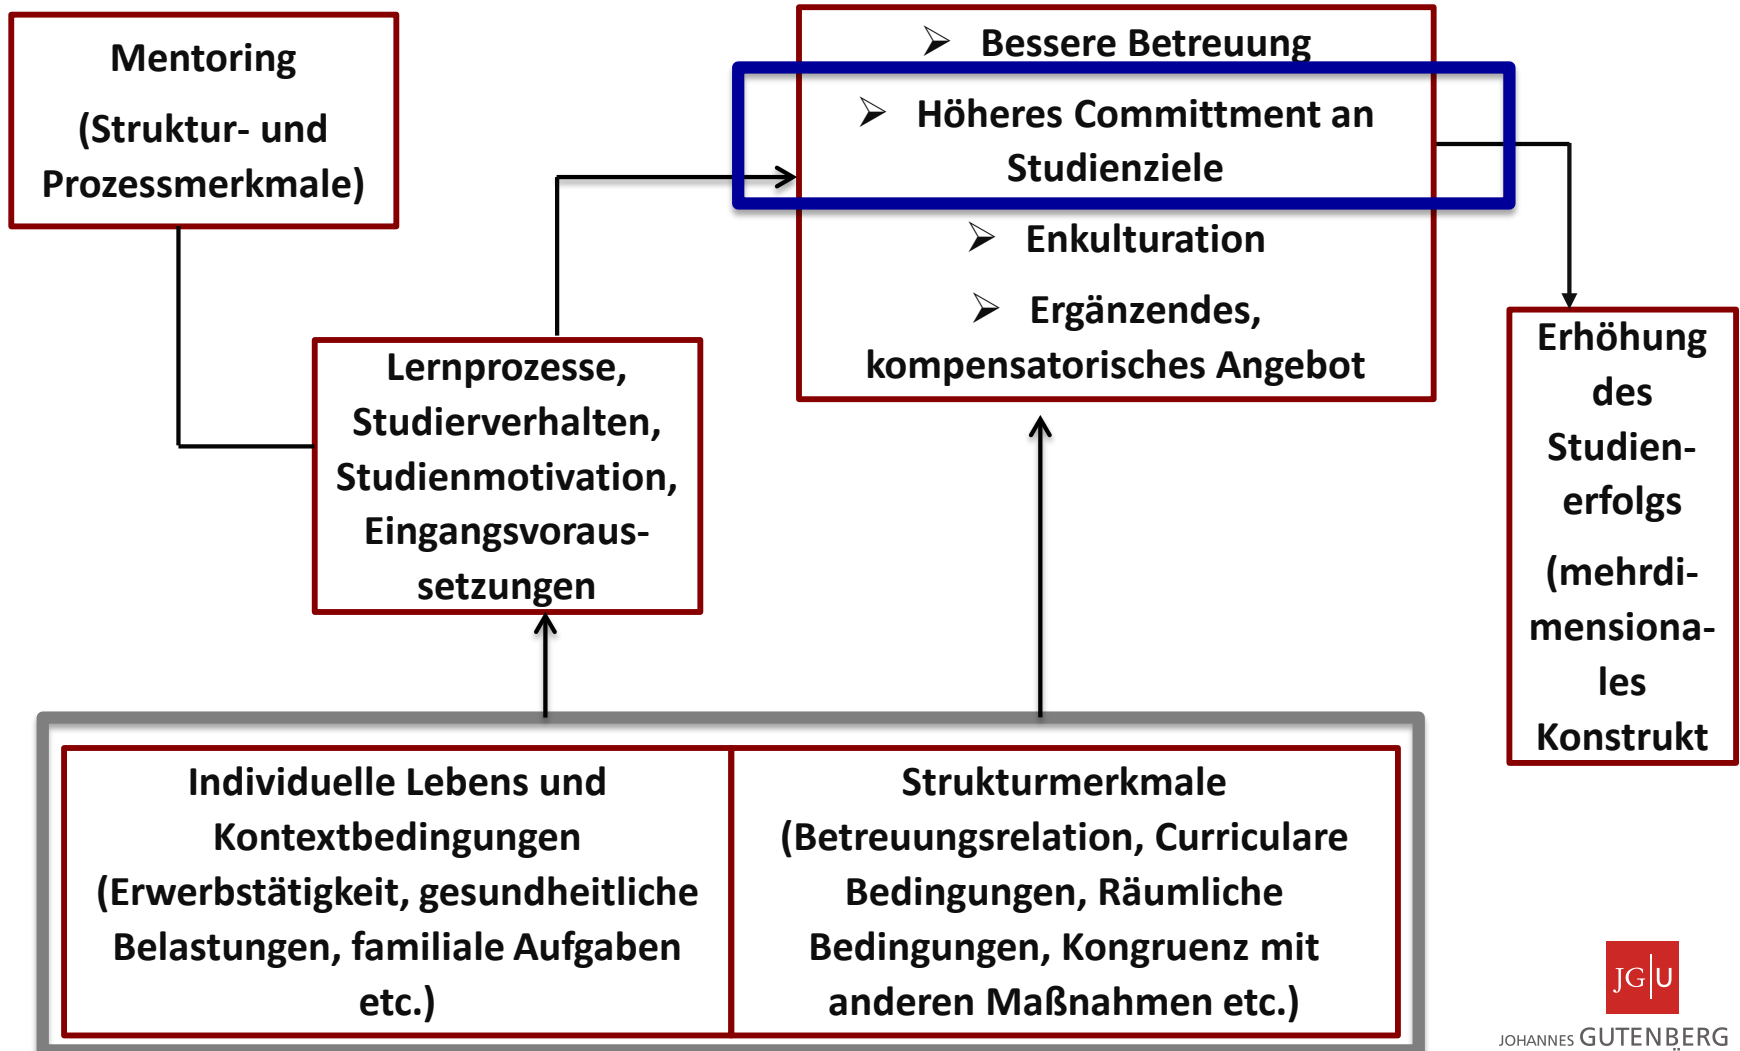 Mentoring
(Struktur- und
Prozessmerkmale)
➢ Bessere Betreuung
➢ Höheres Committment an
Studienziele
➢ Enkulturation
➢ Ergänzendes,
kompensatorisches Angebot
Lernprozesse,
Studierverhalten,
Studienmotivation,
Eingangsvoraus-
setzungen
Erhöhung
des
Studien-
erfolgs
(mehrdi-
mensiona-
les
Konstrukt
Individuelle Lebens und
Kontextbedingungen
(Erwerbstätigkeit, gesundheitliche
Belastungen, familiale Aufgaben
etc.)
Strukturmerkmale
(Betreuungsrelation, Curriculare
Bedingungen, Räumliche
Bedingungen, Kongruenz mit
anderen Maßnahmen etc.)
JG|U
JOHANNES GUTENBERG